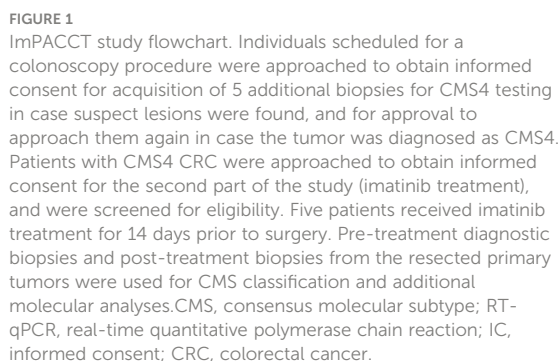 FIGURE 1
ImPACCT study flowchart. Individuals scheduled for a
colonoscopy procedure were approached to obtain informed
consent for acquisition of 5 additional biopsies for CMS4 testing
in case suspect lesions were found, and for approval to
approach them again in case the tumor was diagnosed as CMS4.
Patients with CMS4 CRC were approached to obtain informed
consent for the second part of the study (imatinib treatment),
and were screened for eligibility. Five patients received imatinib
treatment for 14 days prior to surgery. Pre-treatment diagnostic
biopsies and post-treatment biopsies from the resected primary
tumors were used for CMS classification and additional
molecular analyses.CMS, consensus molecular subtype; RT-
qPCR, real-time quantitative polymerase chain reaction; IC,
informed consent; CRC, colorectal cancer.